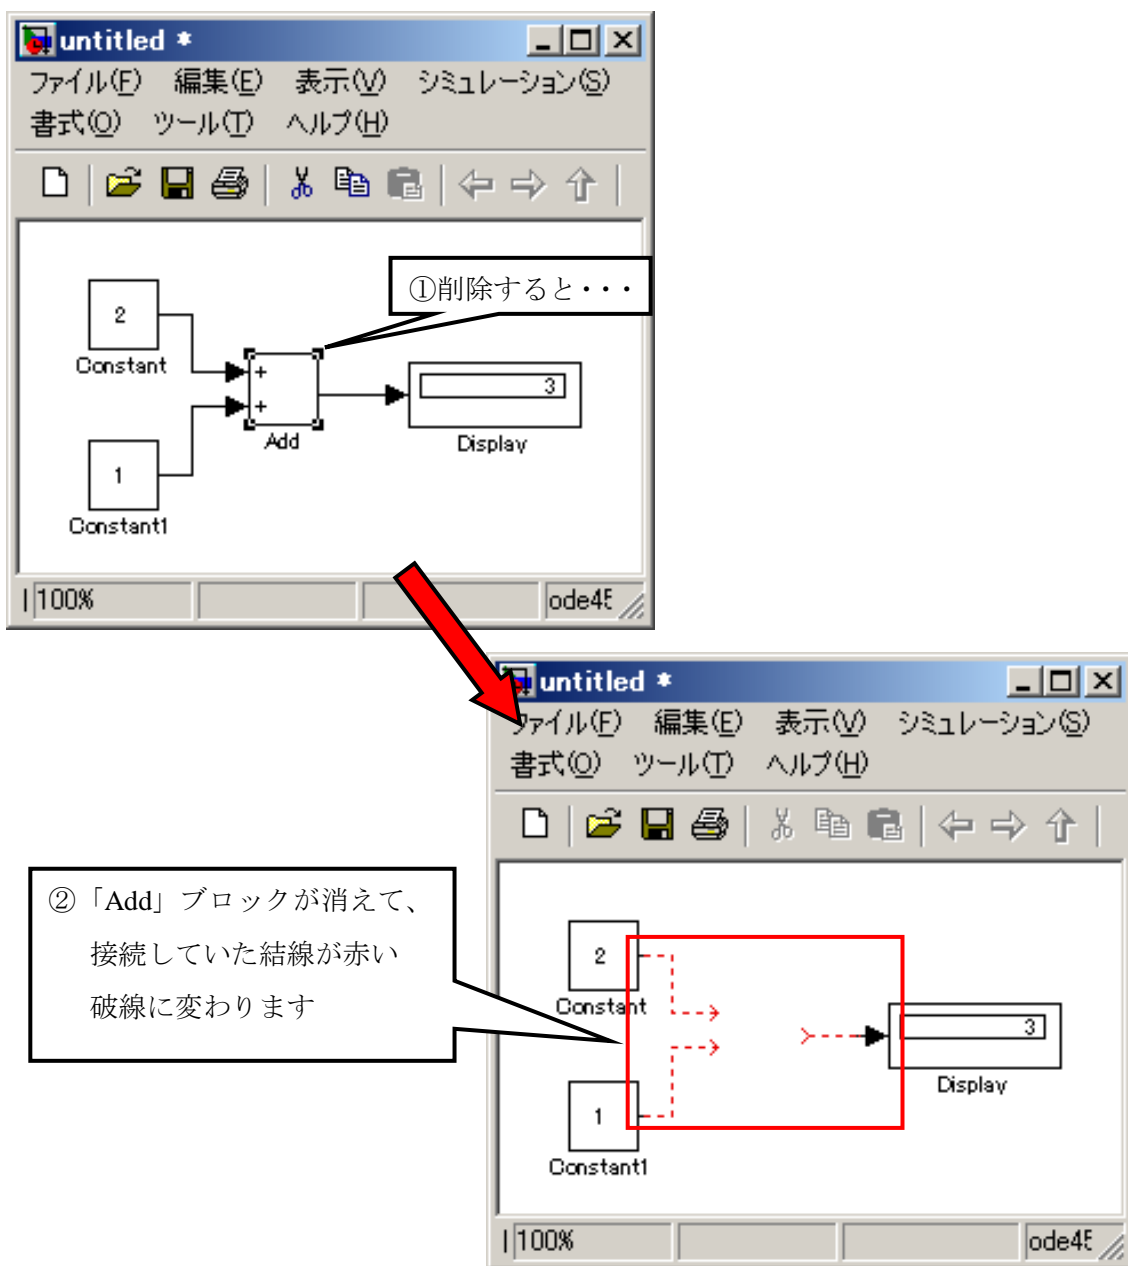 untitled *
ファイル(F) 編集(E) 表示(V) シミュレーション(S)
書式(O) ツール(T) ヘルプ(H)
①削除すると・・・
2
Constant
+
+
3
Add
Display
1
Constant1
100%
ode45
untitled *
ファイル(F) 編集(E) 表示(V) シミュレーション(S)
書式(O) ツール(T) ヘルプ(H)
②「Add」ブロックが消えて、
接続していた結線が赤い
破線に変わります
2
Constant
3
Display
1
Constant1
100%
ode45